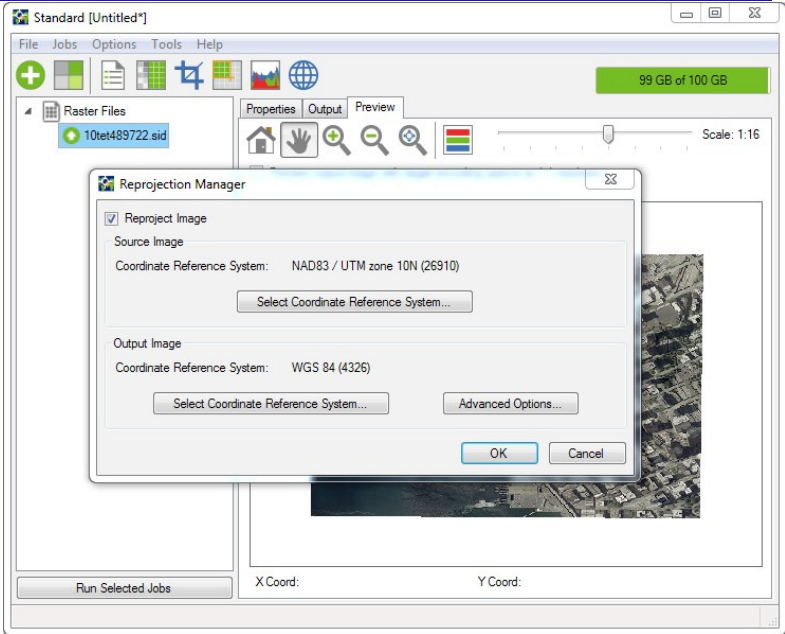 Standard [Untitled*]
File Jobs Options Tools Help
99 GB of 100 GB
Raster Files
10tet489722.sid
Properties Output Preview
Scale: 1:16
Reprojection Manager
Reproject Image
Source Image
Coordinate Reference System: NAD83 / UTM zone 10N (26910)
Select Coordinate Reference System...
Output Image
Coordinate Reference System: WGS 84 (4326)
Select Coordinate Reference System... Advanced Options...
OK Cancel
Run Selected Jobs
X Coord: Y Coord: